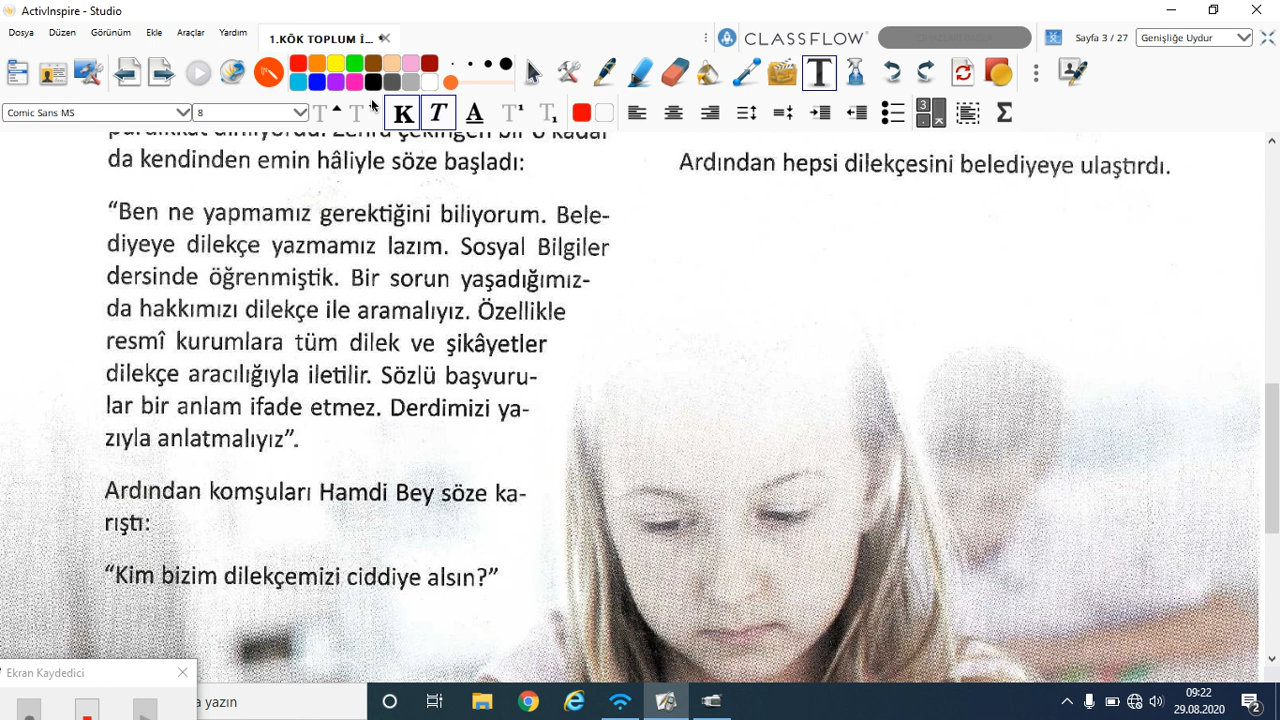 ActivInspire - Studio
Dosya Düzen Görünüm Ekle Araçlar Yardım
1.KÖK TOPLUM İ...
CLASSFLOW
Sayfa 3 / 27
Genişliğe Uydur
Comic Sans MS
8
K T A T¹ T₁
da kendinden emin hâliyle söze başladı:
“Ben ne yapmamız gerektiğini biliyorum. Bele-
diyeye dilekçe yazmamız lazım. Sosyal Bilgiler
dersinde öğrenmiştik. Bir sorun yaşadığımız-
da hakkımızı dilekçe ile aramalıyız. Özellikle
resmî kurumlara tüm dilek ve şikâyetler
dilekçe aracılığıyla iletilir. Sözlü başvuru-
lar bir anlam ifade etmez. Derdimizi ya-
zıyla anlatmalıyız”.
Ardından komşuları Hamdi Bey söze ka-
rıştı:
“Kim bizim dilekçemizi ciddiye alsın?”
Ardından hepsi dilekçesini belediyeye ulaştırdı.
Ekran Kaydedici
a yazın
09:22
29.08.2020
2